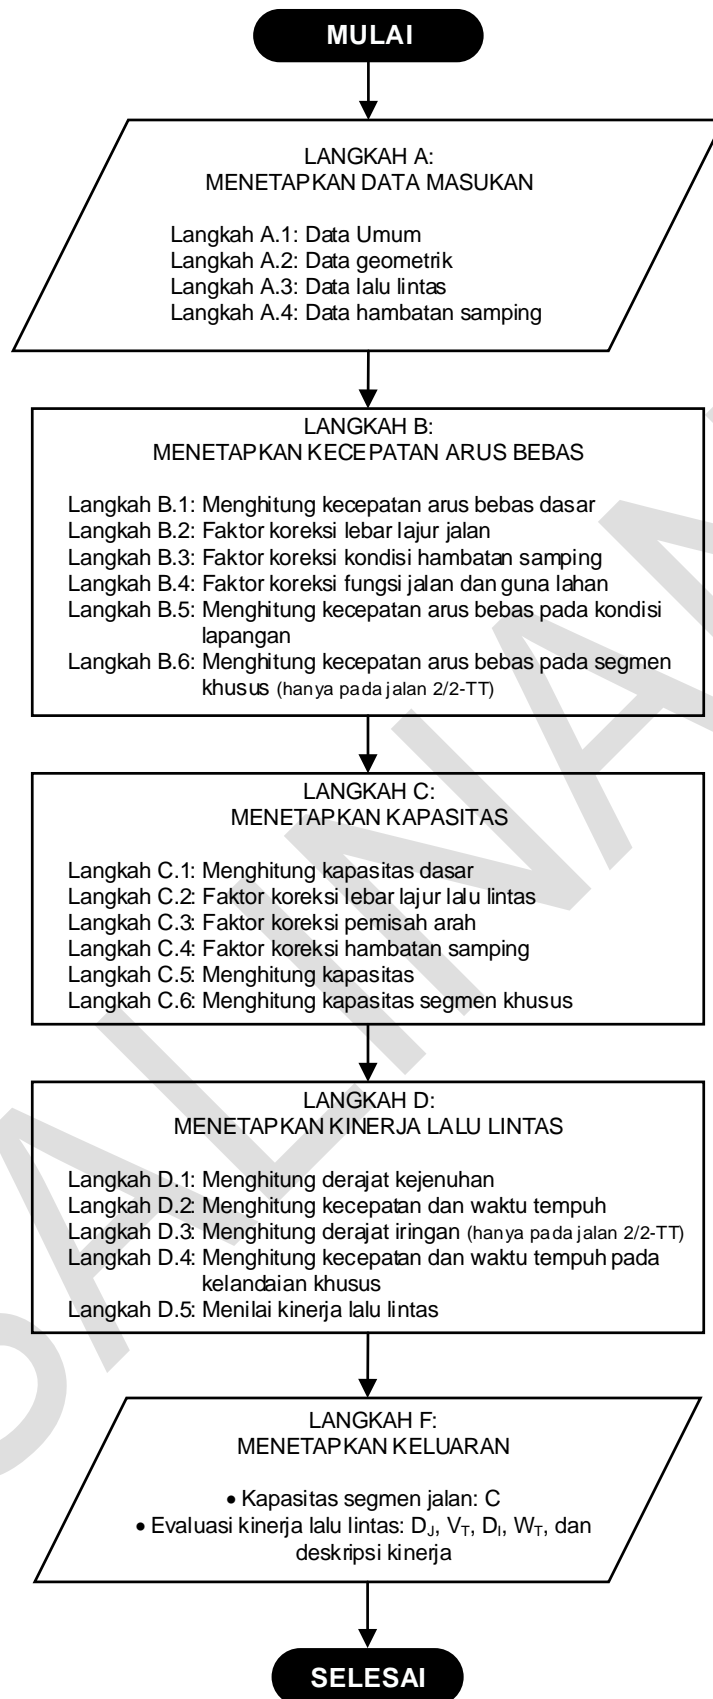 MULAI
LANGKAH A:
MENETAPKAN DATA MASUKAN
Langkah A.1: Data Umum
Langkah A.2: Data geometrik
Langkah A.3: Data lalu lintas
Langkah A.4: Data hambatan samping
LANGKAH B:
MENETAPKAN KECEPATAN ARUS BEBAS
Langkah B.1: Menghitung kecepatan arus bebas dasar
Langkah B.2: Faktor koreksi lebar lajur jalan
Langkah B.3: Faktor koreksi kondisi hambatan samping
Langkah B.4: Faktor koreksi fungsi jalan dan guna lahan
Langkah B.5: Menghitung kecepatan arus bebas pada kondisi
lapangan
Langkah B.6: Menghitung kecepatan arus bebas pada segmen
khusus (hanya pada jalan 2/2-TT)
LANGKAH C:
MENETAPKAN KAPASITAS
Langkah C.1: Menghitung kapasitas dasar
Langkah C.2: Faktor koreksi lebar lajur lalu lintas
Langkah C.3: Faktor koreksi pemisah arah
Langkah C.4: Faktor koreksi hambatan samping
Langkah C.5: Menghitung kapasitas
Langkah C.6: Menghitung kapasitas segmen khusus
LANGKAH D:
MENETAPKAN KINERJA LALU LINTAS
Langkah D.1: Menghitung derajat kejenuhan
Langkah D.2: Menghitung kecepatan dan waktu tempuh
Langkah D.3: Menghitung derajat iringan (hanya pada jalan 2/2-TT)
Langkah D.4: Menghitung kecepatan dan waktu tempuh pada
kelandaian khusus
Langkah D.5: Menilai kinerja lalu lintas
LANGKAH F:
MENETAPKAN KELUARAN
• Kapasitas segmen jalan: C
• Evaluasi kinerja lalu lintas: D_J, V_T, D_I, W_T, dan
deskripsi kinerja
SELESAI
SALINAN